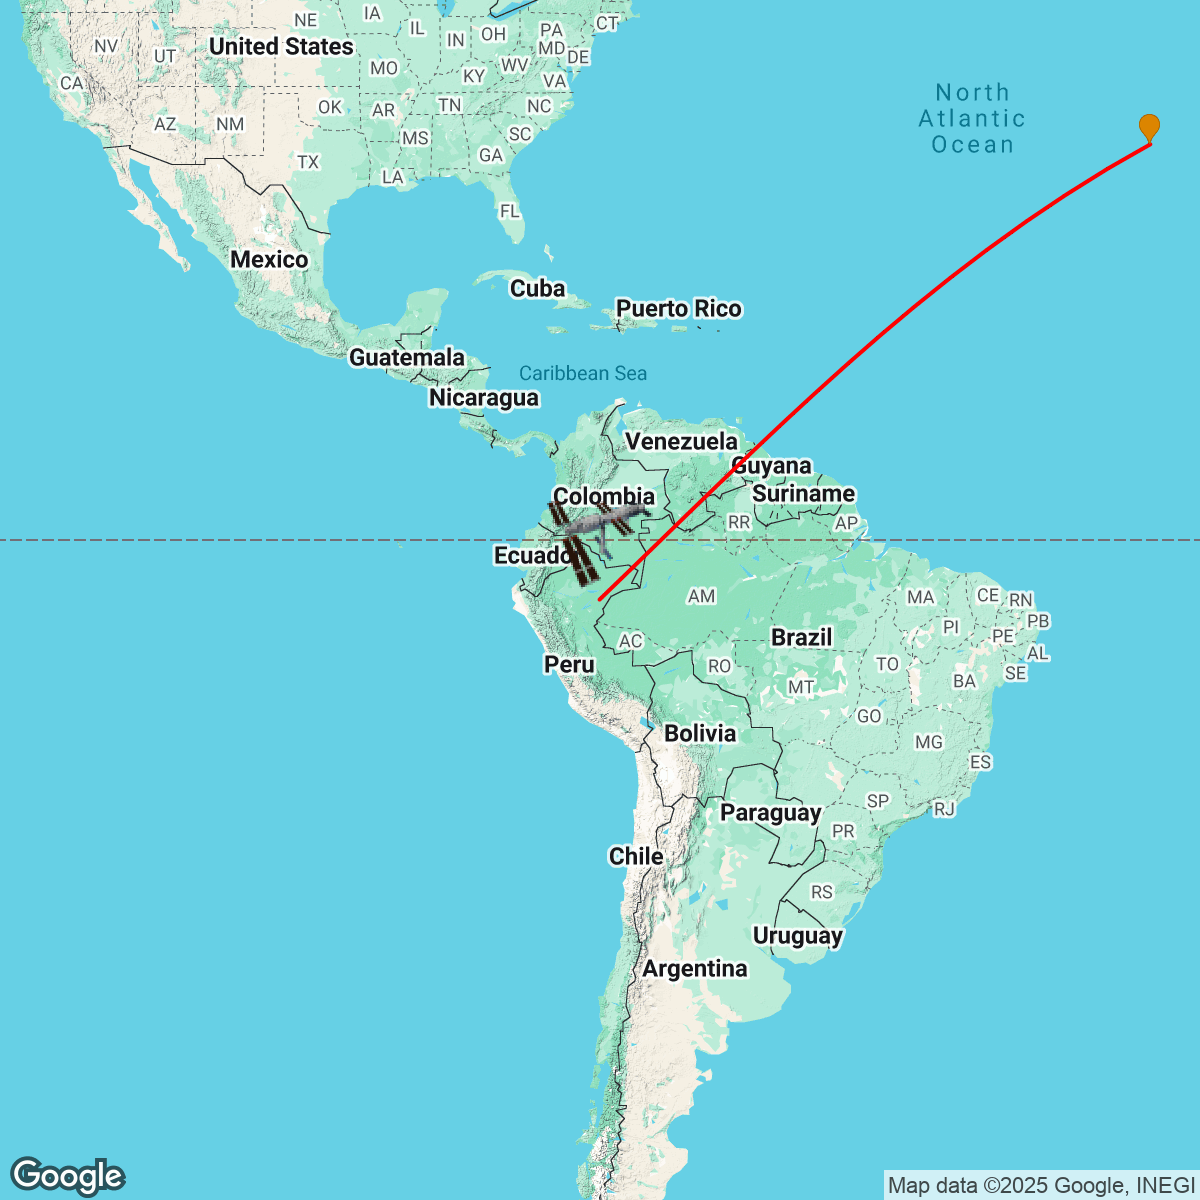 NE
IA
IL
IN
OH
PA
CT
NV
UT
United States
MD
DE
CA
MO
KY
WV
VA
OK
AR
TN
NC
North
Atlantic
Ocean
AZ
NM
MS
SC
TX
GA
LA
FL
Mexico
Cuba
Puerto Rico
Guatemala
Caribbean Sea
Nicaragua
Venezuela
Guyana
Colombia
Suriname
RR
AP
Ecuado
AM
MA
CE
RN
PB
PI
PE
AC
Brazil
AL
Peru
RO
TO
SE
MT
BA
GO
Bolivia
MG
ES
SP
RJ
Paraguay
PR
Chile
RS
Uruguay
Argentina
Google
Map data ©2025 Google, INEGI